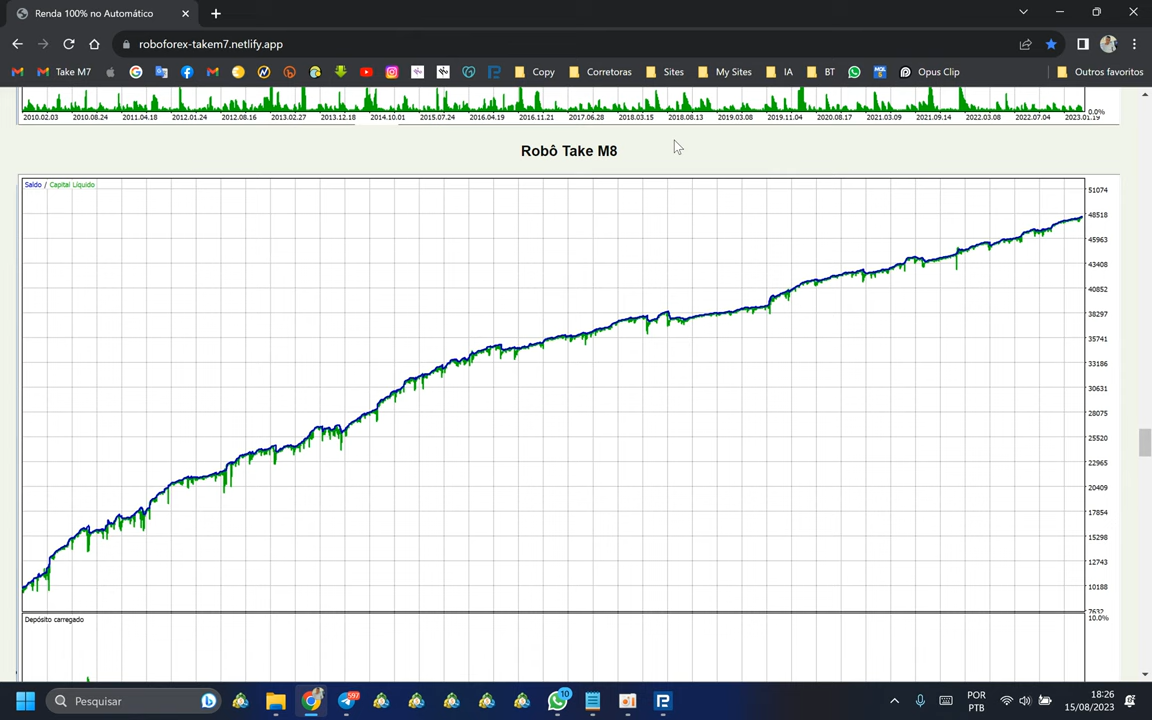 Renda 100% no Automático
roboforex-takem7.netlify.app
Take M7
Copy
Corretoras
Sites
My Sites
IA
BT
Opus Clip
Outros favoritos
0.0%
2010.02.03 2010.08.24 2011.04.18 2012.01.24 2012.08.16 2013.02.27 2013.12.18 2014.10.01 2015.07.24 2016.04.19 2016.11.21 2017.06.28 2018.03.15 2018.08.13 2019.03.08 2019.11.04 2020.08.17 2021.03.09 2021.09.14 2022.03.08 2022.07.04 2023.01.19
Robô Take M8
Saldo / Capital Líquido
51074
48518
45963
43408
40852
38297
35741
33186
30631
28075
25520
22965
20409
17854
15298
12743
10188
7632
Depósito carregado
10.0%
Pesquisar
597
10
POR
PTB
18:26
15/08/2023